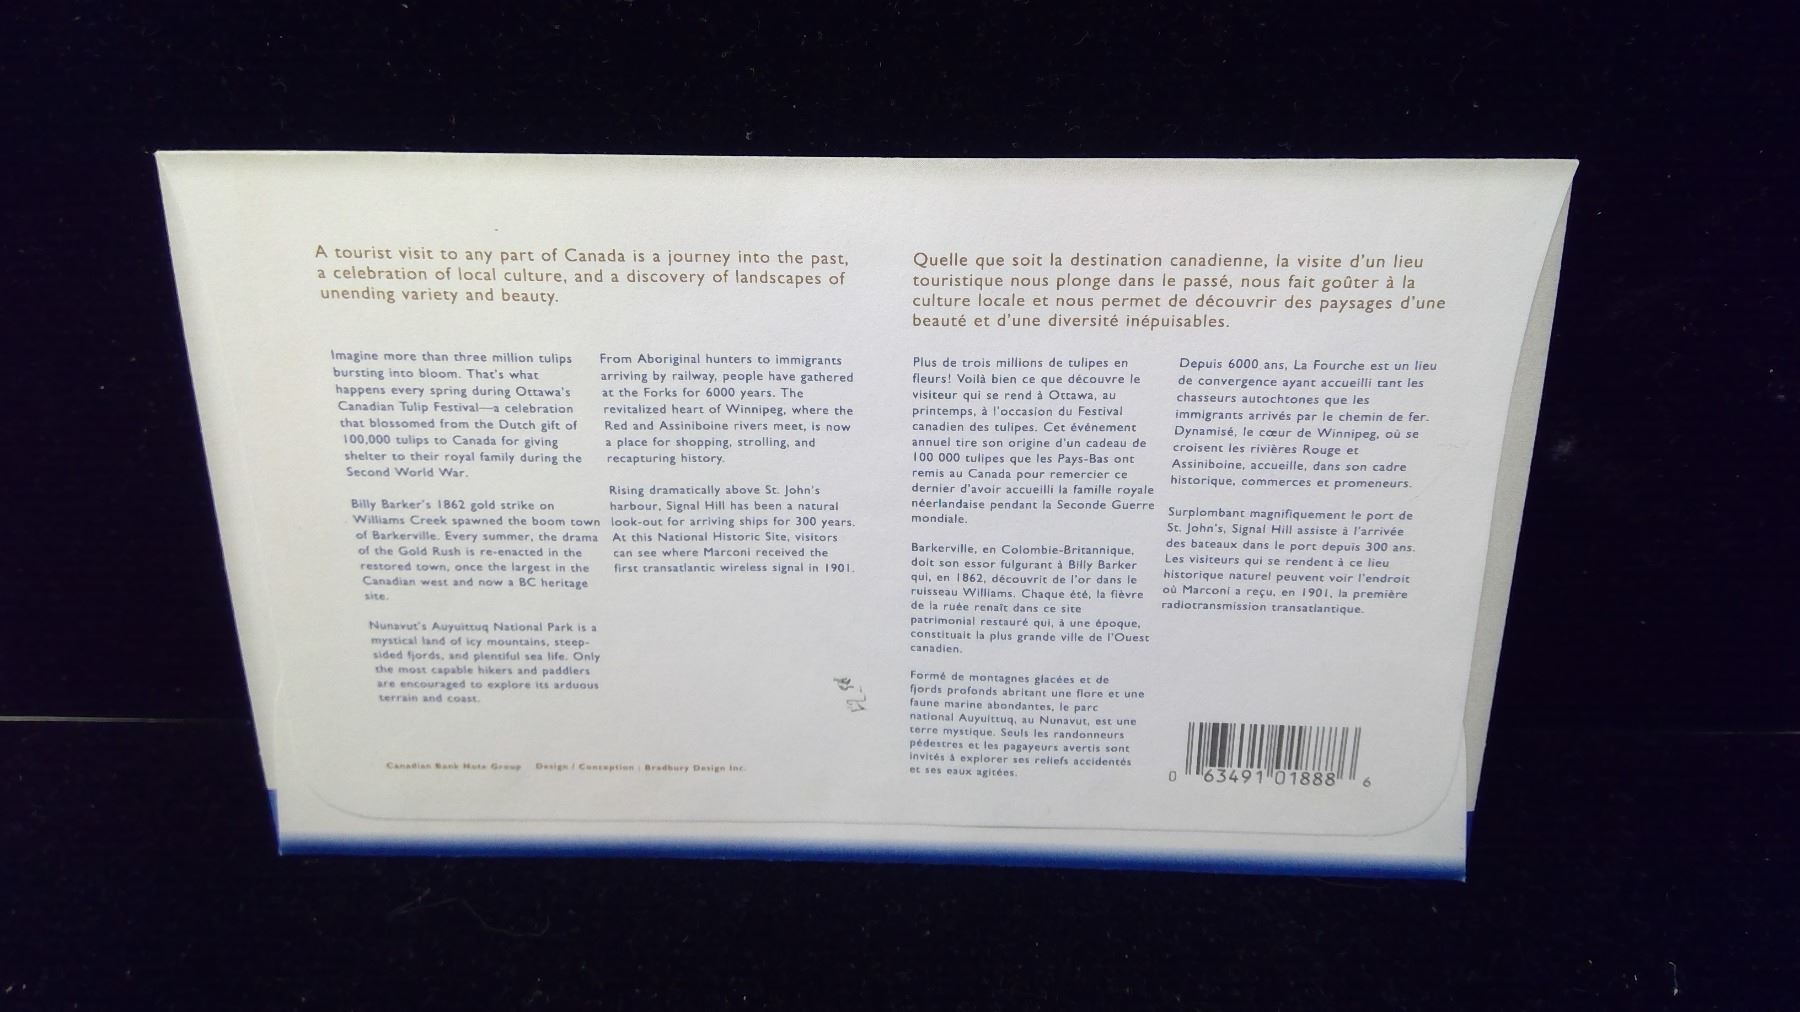 A tourist visit to any part of Canada is a journey into the past,
a celebration of local culture, and a discovery of landscapes of
unending variety and beauty.
Imagine more than three million tulips
bursting into bloom. That's what
happens every spring during Ottawa's
Canadian Tulip Festival—a celebration
that blossomed from the Dutch gift of
100,000 tulips to Canada for giving
shelter to their royal family during the
Second World War.
Billy Barker's 1862 gold strike on
Williams Creek spawned the boom town
of Barkerville. Every summer, the drama
of the Gold Rush is re-enacted in the
restored town, once the largest in the
Canadian west and now a BC heritage
site.
Nunavut's Auyuittuq National Park is a
mystical land of icy mountains, steep-
sided fjords, and plentiful sea life. Only
the most capable hikers and paddlers
are encouraged to explore its arduous
terrain and coast.
From Aboriginal hunters to immigrants
arriving by railway, people have gathered
at the Forks for 6000 years. The
revitalized heart of Winnipeg, where the
Red and Assiniboine rivers meet, is now
a place for shopping, strolling, and
recapturing history.
Rising dramatically above St. John's
harbour, Signal Hill has been a natural
look-out for arriving ships for 300 years.
At this National Historic Site, visitors
can see where Marconi received the
first transatlantic wireless signal in 1901.
Canadian Bank Note Group Design / Conception : Bradbury Design Inc.
Quelle que soit la destination canadienne, la visite d'un lieu
touristique nous plonge dans le passé, nous fait goûter à la
culture locale et nous permet de découvrir des paysages d'une
beauté et d'une diversité inépuisables.
Plus de trois millions de tulipes en
fleurs! Voilà bien ce que découvre le
visiteur qui se rend à Ottawa, au
printemps, à l'occasion du Festival
canadien des tulipes. Cet événement
annuel tire son origine d'un cadeau de
100 000 tulipes que les Pays-Bas ont
remis au Canada pour remercier ce
dernier d'avoir accueilli la famille royale
néerlandaise pendant la Seconde Guerre
mondiale.
Barkerville, en Colombie-Britannique,
doit son essor fulgurant à Billy Barker
qui, en 1862, découvrit de l'or dans le
ruisseau Williams. Chaque été, la fièvre
de la ruée renaît dans ce site
patrimonial restauré qui, à une époque,
constituait la plus grande ville de l'Ouest
canadien.
Formé de montagnes glacées et de
fjords profonds abritant une flore et une
faune marine abondantes, le parc
national Auyuittuq, au Nunavut, est une
terre mystique. Seuls les randonneurs
pédestres et les pagayeurs avertis sont
invités à explorer ses reliefs accidentés
et ses eaux agitées.
Depuis 6000 ans, La Fourche est un lieu
de convergence ayant accueilli tant les
chasseurs autochtones que les
immigrants arrivés par le chemin de fer.
Dynamisé, le cœur de Winnipeg, où se
croisent les rivières Rouge et
Assiniboine, accueille, dans son cadre
historique, commerces et promeneurs.
Surplombant magnifiquement le port de
St. John's, Signal Hill assiste à l'arrivée
des bateaux dans le port depuis 300 ans.
Les visiteurs qui se rendent à ce lieu
historique naturel peuvent voir l'endroit
où Marconi a reçu, en 1901, la première
radiotransmission transatlantique.
0 63491 01888 6